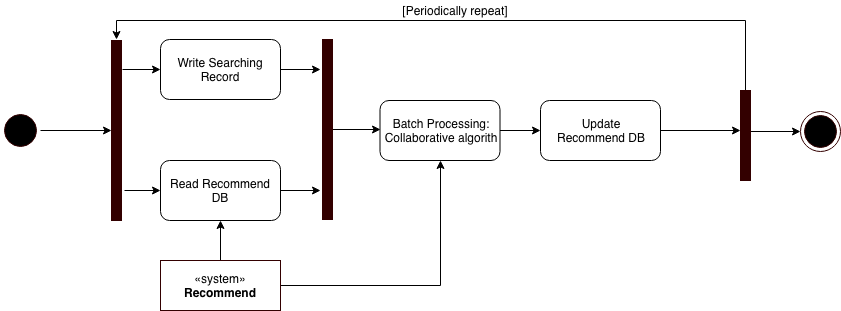 [Periodically repeat]
Write Searching
Record
Batch Processing:
Collaborative algorith
Update
Recommend DB
Read Recommend
DB
«system»
Recommend